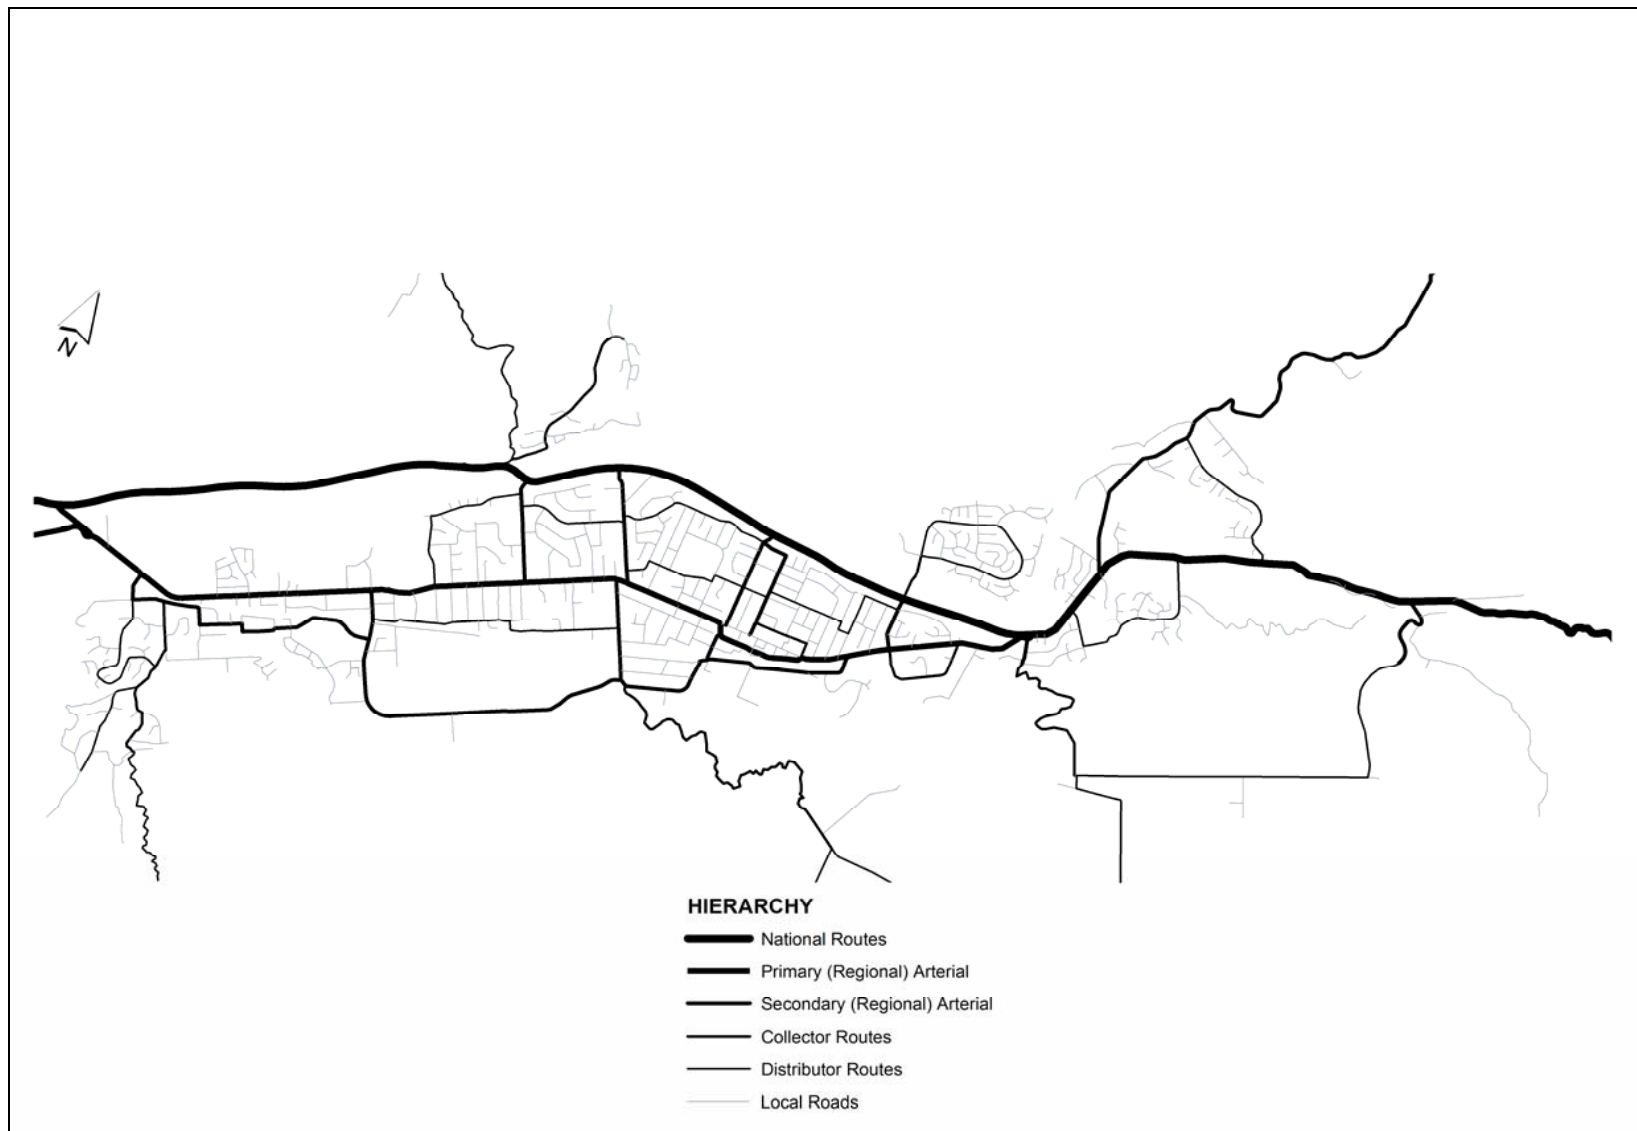 N
HIERARCHY
National Routes
Primary (Regional) Arterial
Secondary (Regional) Arterial
Collector Routes
Distributor Routes
Local Roads